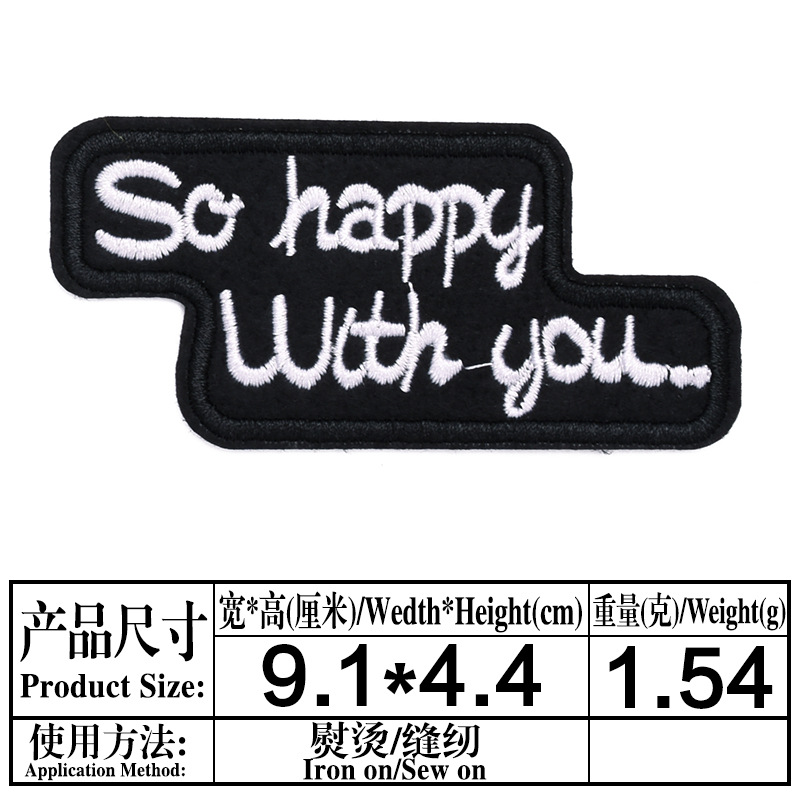 So happy
With you...
产品尺寸
Product Size:
宽*高(厘米)/Wedth*Height(cm)
重量(克)/Weight(g)
9.1*4.4
1.54
使用方法:
Application Method:
熨烫/缝纫
Iron on/Sew on